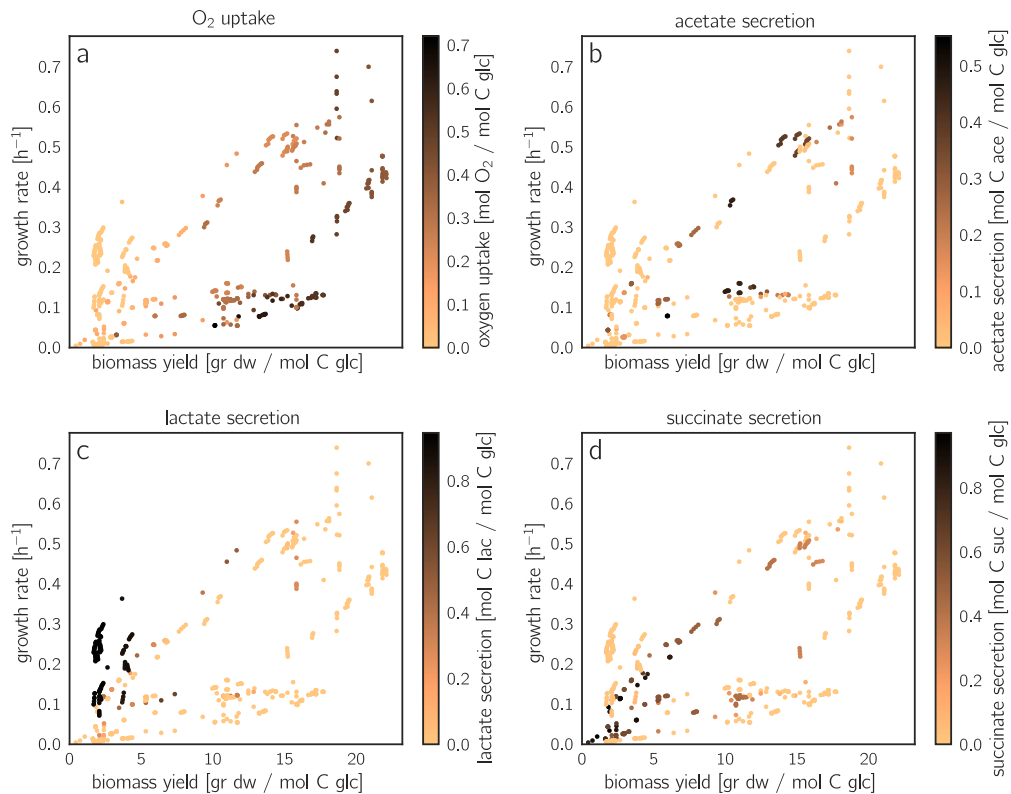 O₂ uptake
a
growth rate [h⁻¹]
0.7
0.6
0.5
0.4
0.3
0.2
0.1
0.0
biomass yield [gr dw / mol C glc]
0.7
0.6
0.5
0.4
0.3
0.2
0.1
0.0
oxygen uptake [mol O₂ / mol C glc]
acetate secretion
b
growth rate [h⁻¹]
0.7
0.6
0.5
0.4
0.3
0.2
0.1
0.0
biomass yield [gr dw / mol C glc]
0.5
0.4
0.3
0.2
0.1
0.0
acetate secretion [mol C ace / mol C glc]
lactate secretion
c
growth rate [h⁻¹]
0.7
0.6
0.5
0.4
0.3
0.2
0.1
0.0
0 5 10 15 20
biomass yield [gr dw / mol C glc]
0.8
0.6
0.4
0.2
0.0
lactate secretion [mol C lac / mol C glc]
succinate secretion
d
growth rate [h⁻¹]
0.7
0.6
0.5
0.4
0.3
0.2
0.1
0.0
0 5 10 15 20
biomass yield [gr dw / mol C glc]
0.8
0.6
0.4
0.2
0.0
succinate secretion [mol C suc / mol C glc]